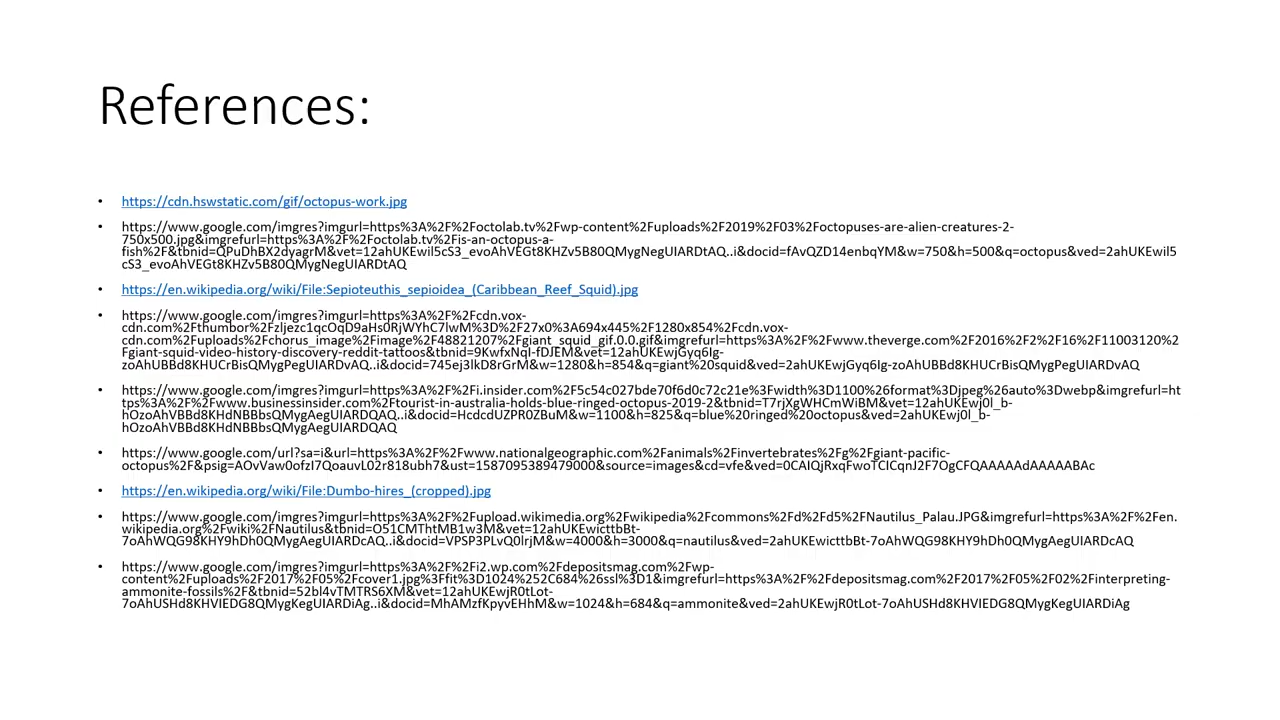 References:
• https://cdn.hswstatic.com/gif/octopus-work.jpg
• https://www.google.com/imgres?imgurl=https%3A%2F%2Foctolab.tv%2Fwp-content%2Fuploads%2F2019%2F03%2Foctopuses-are-alien-creatures-2-
750x500.jpg&imgrefurl=https%3A%2F%2Foctolab.tv%2Fis-an-octopus-a-
fish%2F&tbnid=QPuDhBX2dyagrM&vet=12ahUKEwil5cS3_evoAhVEGt8KHZv5B80QMygNegUIARDtAQ..i&docid=fAvQZD14enbqYM&w=750&h=500&q=octopus&ved=2ahUKEwil5
cS3_evoAhVEGt8KHZv5B80QMygNegUIARDtAQ
• https://en.wikipedia.org/wiki/File:Sepioteuthis_sepioidea_(Caribbean_Reef_Squid).jpg
• https://www.google.com/imgres?imgurl=https%3A%2F%2Fcdn.vox-
cdn.com%2Fthumbor%2Fzljezc1qcOqD9aHs0RjWYhC7lwM%3D%2F27x0%3A694x445%2F1280x854%2Fcdn.vox-
cdn.com%2Fuploads%2Fchorus_image%2Fimage%2F48821207%2Fgiant_squid_gif.0.0.gif&imgrefurl=https%3A%2F%2Fwww.theverge.com%2F2016%2F2%2F16%2F11003120%2
Fgiant-squid-video-history-discovery-reddit-tattoos&tbnid=9KwfxNqI-fDJEM&vet=12ahUKEwjGyq6Ig-
zoAhUBBd8KHUCrBisQMygPegUIARDvAQ..i&docid=745ej3lkD8rGrM&w=1280&h=854&q=giant%20squid&ved=2ahUKEwjGyq6Ig-zoAhUBBd8KHUCrBisQMygPegUIARDvAQ
• https://www.google.com/imgres?imgurl=https%3A%2F%2Fi.insider.com%2F5c54c027bde70f6d0c72c21e%3Fwidth%3D1100%26format%3Djpeg%26auto%3Dwebp&imgrefurl=ht
tps%3A%2F%2Fwww.businessinsider.com%2Ftourist-in-australia-holds-blue-ringed-octopus-2019-2&tbnid=T7rjXgWHCmWiBM&vet=12ahUKEwj0l_b-
hOzoAhVBBd8KHdNBBbsQMygAegUIARDQAQ..i&docid=HcdcdUZPR0ZBuM&w=1100&h=825&q=blue%20ringed%20octopus&ved=2ahUKEwj0l_b-
hOzoAhVBBd8KHdNBBbsQMygAegUIARDQAQ
• https://www.google.com/url?sa=i&url=https%3A%2F%2Fwww.nationalgeographic.com%2Fanimals%2Finvertebrates%2Fg%2Fgiant-pacific-
octopus%2F&psig=AOvVaw0ofzI7QoauvL02r818ubh7&ust=1587095389479000&source=images&cd=vfe&ved=0CAIQjRxqFwoTCICqnJ2F7OgCFQAAAAAdAAAAABAc
• https://en.wikipedia.org/wiki/File:Dumbo-hires_(cropped).jpg
• https://www.google.com/imgres?imgurl=https%3A%2F%2Fupload.wikimedia.org%2Fwikipedia%2Fcommons%2Fd%2Fd5%2FNautilus_Palau.JPG&imgrefurl=https%3A%2F%2Fen.
wikipedia.org%2Fwiki%2FNautilus&tbnid=O51CMThtMB1w3M&vet=12ahUKEwicttbBt-
7oAhWQG98KHY9hDh0QMygAegUIARDcAQ..i&docid=VPSP3PLvQ0lrjM&w=4000&h=3000&q=nautilus&ved=2ahUKEwicttbBt-7oAhWQG98KHY9hDh0QMygAegUIARDcAQ
• https://www.google.com/imgres?imgurl=https%3A%2F%2Fi2.wp.com%2Fdepositsmag.com%2Fwp-
content%2Fuploads%2F2017%2F05%2Fcover1.jpg%3Ffit%3D1024%252C684%26ssl%3D1&imgrefurl=https%3A%2F%2Fdepositsmag.com%2F2017%2F05%2F02%2Finterpreting-
ammonite-fossils%2F&tbnid=52bl4vTMTRS6XM&vet=12ahUKEwjR0tLot-
7oAhUSHd8KHVIEDG8QMygKegUIARDiAg..i&docid=MhAMzfKpyvEHhM&w=1024&h=684&q=ammonite&ved=2ahUKEwjR0tLot-7oAhUSHd8KHVIEDG8QMygKegUIARDiAg